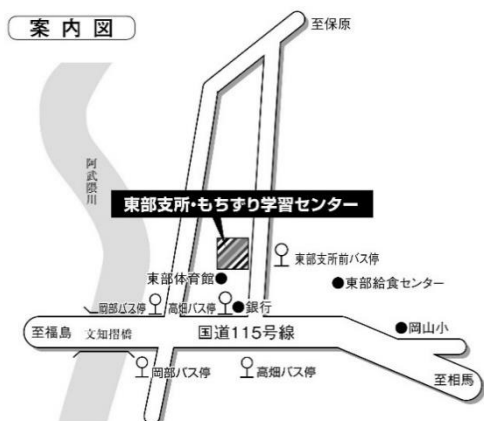 案内図
至保原
阿武隈川
東部支所・もちずり学習センター
東部支所前バス停
東部体育館
東部給食センター
岡部バス停
高畑バス停
銀行
岡山小
至福島
文知摺橋
国道115号線
至相馬
岡部バス停
高畑バス停